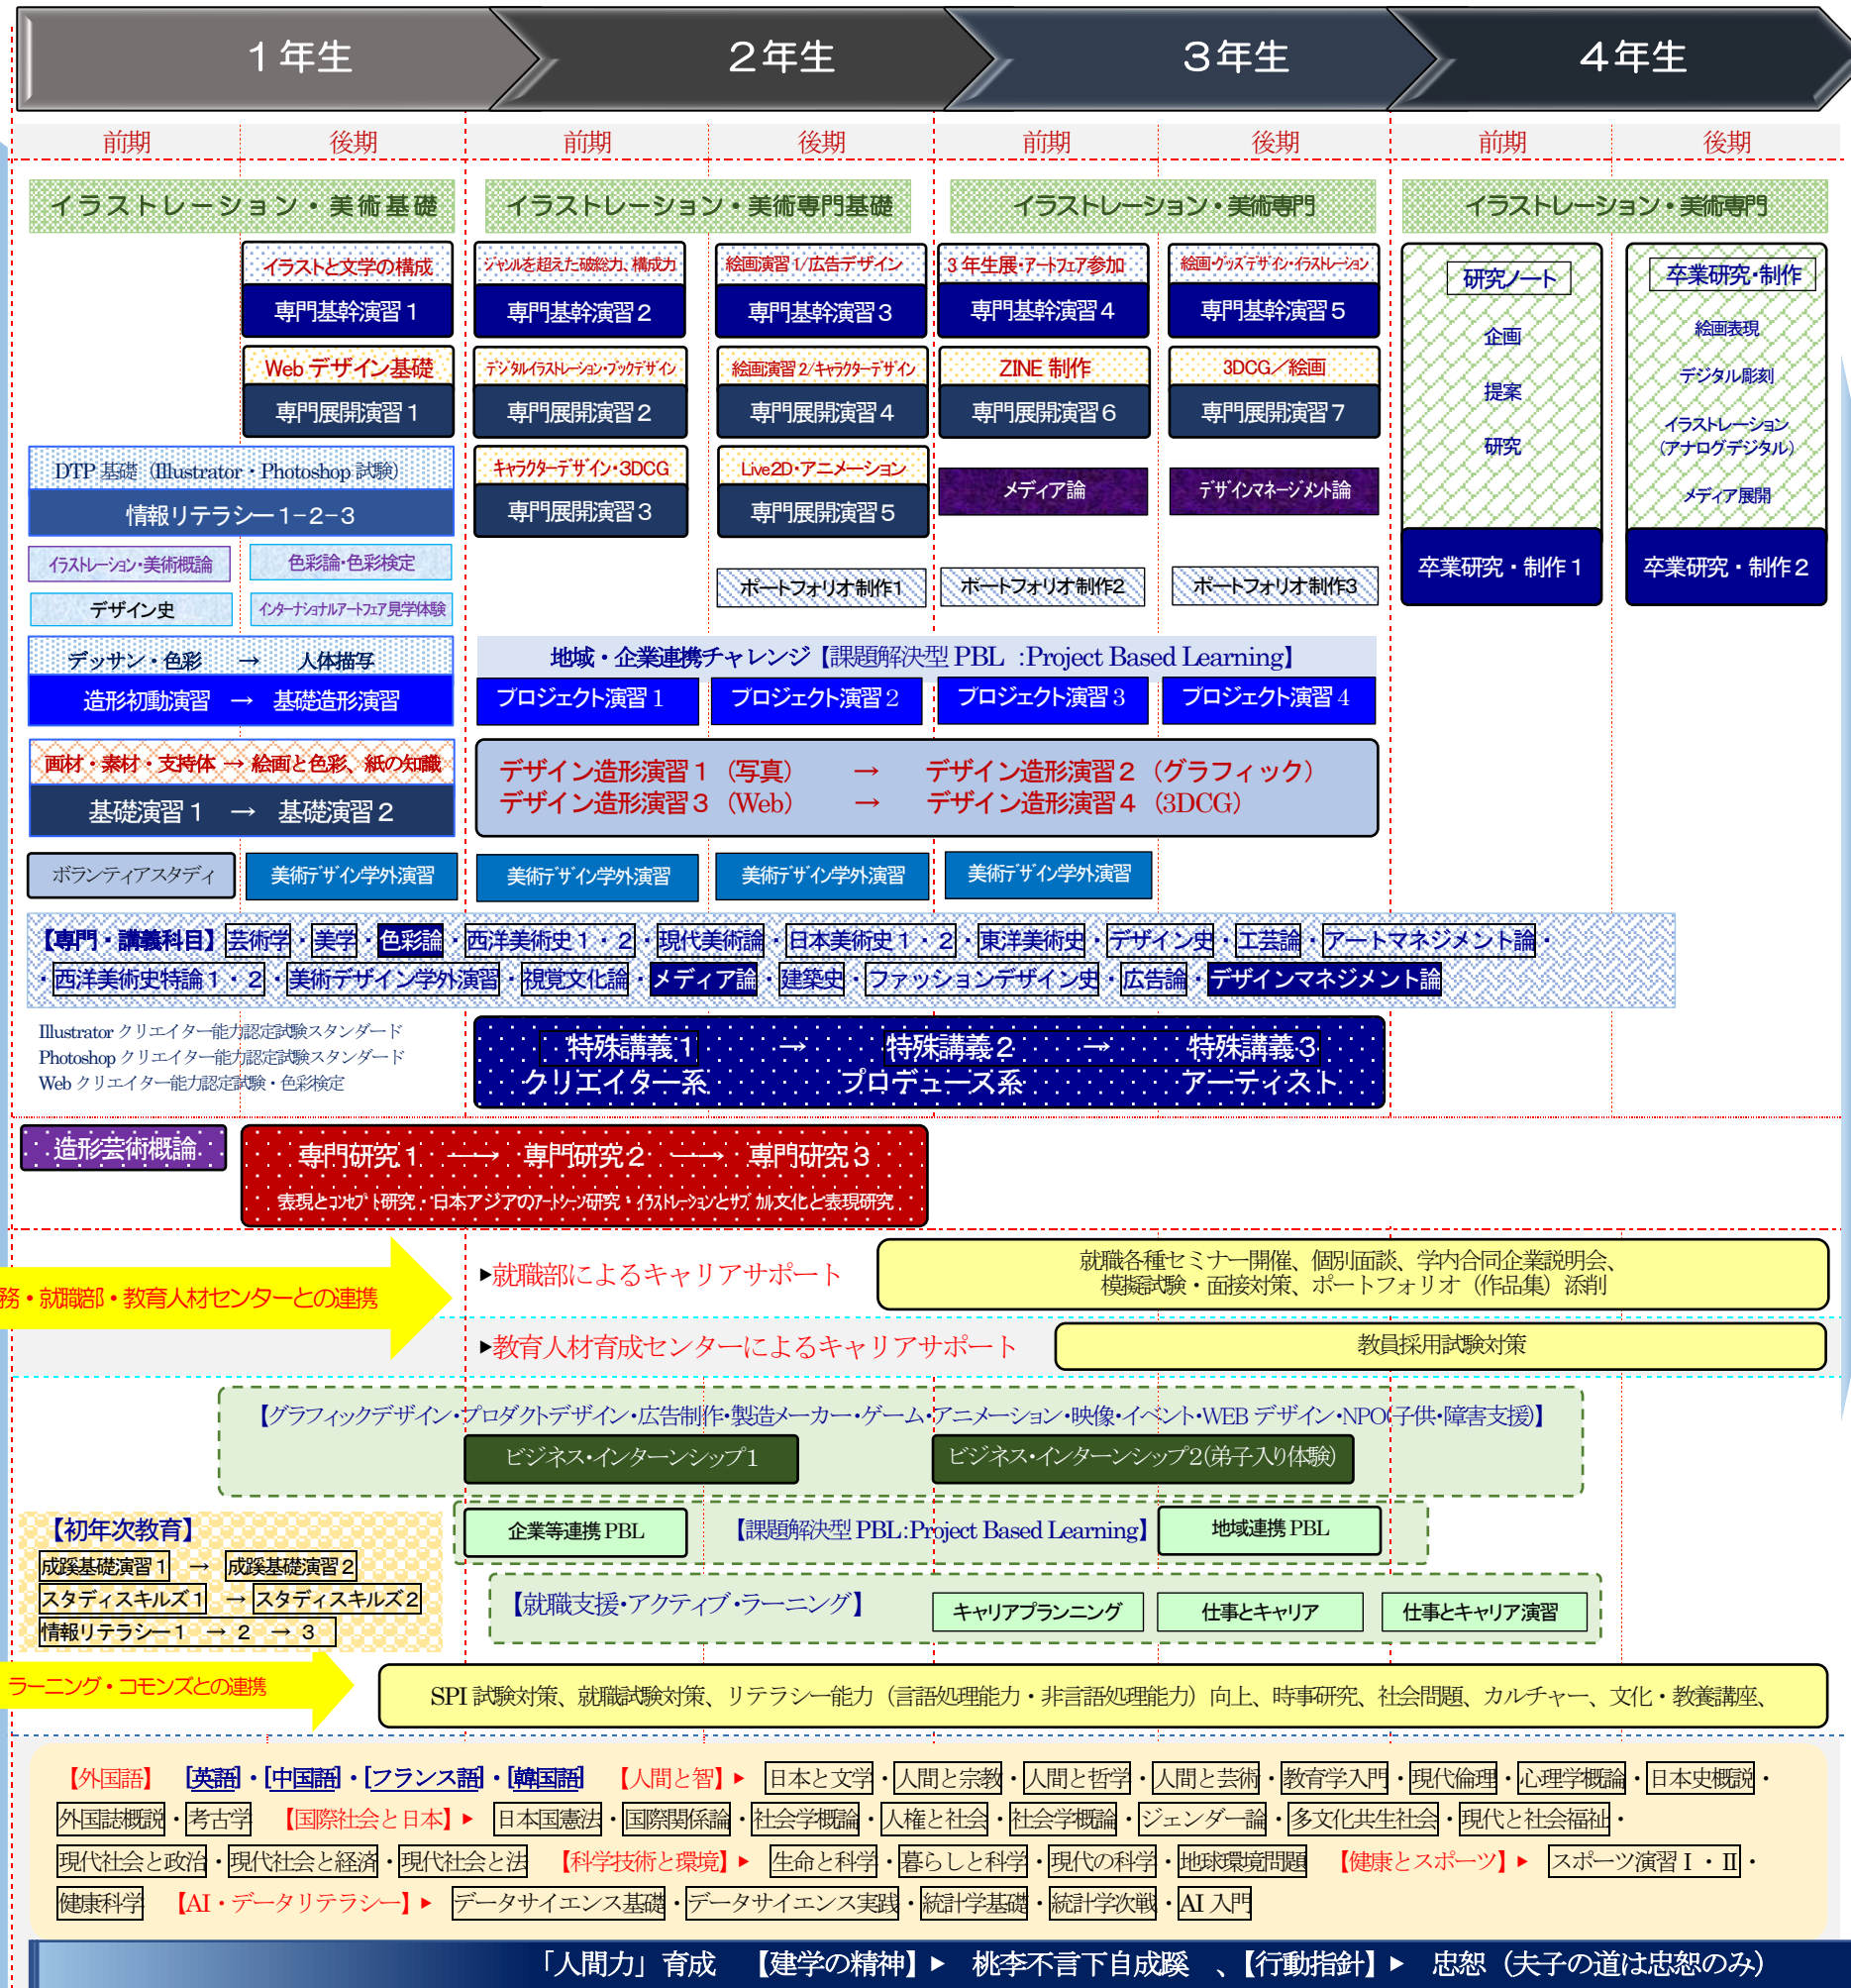 1年生 2年生 3年生 4年生
前期 後期 前期 後期 前期 後期 前期 後期
イラストレーション・美術基礎 イラストレーション・美術専門基礎 イラストレーション・美術専門 イラストレーション・美術専門
イラストと文学の構成 ジャンルを超えた破総力、構成力 絵画演習1/広告デザイン 3年生展・アートフェア参加 絵画・グッズデザイン・イラストレーション
専門基幹演習1 専門基幹演習2 専門基幹演習3 専門基幹演習4 専門基幹演習5
Webデザイン基礎 デジタルイラストレーション・ブックデザイン 絵画演習2/キャラクターデザイン ZINE 制作 3DCG/絵画
専門展開演習1 専門展開演習2 専門展開演習4 専門展開演習6 専門展開演習7
研究ノート
企画
提案
研究
卒業研究・制作1
卒業研究・制作
絵画表現
デジタル彫刻
イラストレーション
(アナログデジタル)
メディア展開
卒業研究・制作2
DTP 基礎（Illustrator・Photoshop 試験） キャラクターデザイン・3DCG Live2D・アニメーション メディア論 デザインマネージメント論
情報リテラシー1-2-3 専門展開演習3 専門展開演習5
イラストレーション・美術概論 色彩論・色彩検定
ポートフォリオ制作1 ポートフォリオ制作2 ポートフォリオ制作3
デザイン史 インターナショナルアートフェア見学体験
デッサン・色彩 → 人体描写 地域・企業連携チャレンジ【課題解決型 PBL :Project Based Learning】
造形初動演習 → 基礎造形演習 プロジェクト演習1 プロジェクト演習2 プロジェクト演習3 プロジェクト演習4
画材・素材・支持体 → 絵画と色彩、紙の知識
基礎演習1 → 基礎演習2
デザイン造形演習1（写真） → デザイン造形演習2（グラフィック）
デザイン造形演習3（Web） → デザイン造形演習4（3DCG）
ボランティアスタディ 美術デザイン学外演習 美術デザイン学外演習 美術デザイン学外演習 美術デザイン学外演習
【専門・講義科目】芸術学・美学・色彩論・西洋美術史1・2・現代美術論・日本美術史1・2・東洋美術史・デザイン史・工芸論・アートマネジメント論・
・西洋美術史特論1・2・美術デザイン学外演習・視覚文化論・メディア論 建築史・ファッションデザイン史・広告論・デザインマネジメント論
Illustrator クリエイター能力認定試験スタンダード
Photoshop クリエイター能力認定試験スタンダード
Web クリエイター能力認定試験・色彩検定
特殊講義1 → 特殊講義2 → 特殊講義3
クリエイター系 プロデュース系 アーティスト
造形芸術概論 専門研究1 → 専門研究2 → 専門研究3
表現とコンセプト研究・日本アジアのアートシーン研究・イラストレーションとサブカル文化と表現研究
務・就職部・教育人材センターとの連携
▶就職部によるキャリアサポート
就職各種セミナー開催、個別面談、学内合同企業説明会、
模擬試験・面接対策、ポートフォリオ（作品集）添削
▶教育人材育成センターによるキャリアサポート 教員採用試験対策
【グラフィックデザイン・プロダクトデザイン・広告制作・製造メーカー・ゲーム・アニメーション・映像・イベント・WEB デザイン・NPO(子供・障害支援)】
ビジネス・インターンシップ1 ビジネス・インターンシップ2(弟子入り体験)
企業等連携 PBL 【課題解決型 PBL:Project Based Learning】 地域連携 PBL
【初年次教育】
成蹊基礎演習1 → 成蹊基礎演習2
スタディスキルズ1 → スタディスキルズ2
情報リテラシー1 → 2 → 3
【就職支援・アクティブ・ラーニング】 キャリアプランニング 仕事とキャリア 仕事とキャリア演習
ラーニング・コモンズとの連携
SPI 試験対策、就職試験対策、リテラシー能力（言語処理能力・非言語処理能力）向上、時事研究、社会問題、カルチャー、文化・教養講座、
【外国語】 [英語]・[中国語]・[フランス語]・[韓国語] 【人間と智】▶ 日本と文学・人間と宗教・人間と哲学・人間と芸術・教育学入門・現代倫理・心理学概論・日本史概説・
外国誌概説・考古学 【国際社会と日本】▶ 日本国憲法・国際関係論・社会学概論・人権と社会・社会学概論・ジェンダー論・多文化共生社会・現代と社会福祉・
現代社会と政治・現代社会と経済・現代社会と法 【科学技術と環境】▶ 生命と科学・暮らしと科学・現代の科学・地球環境問題 【健康とスポーツ】▶ スポーツ演習Ⅰ・Ⅱ・
健康科学 【AI・データリテラシー】▶ データサイエンス基礎・データサイエンス実践・統計学基礎・統計学次戦・AI 入門
「人間力」育成 【建学の精神】▶ 桃李不言下自成蹊 、【行動指針】▶ 忠恕（夫子の道は忠恕のみ）